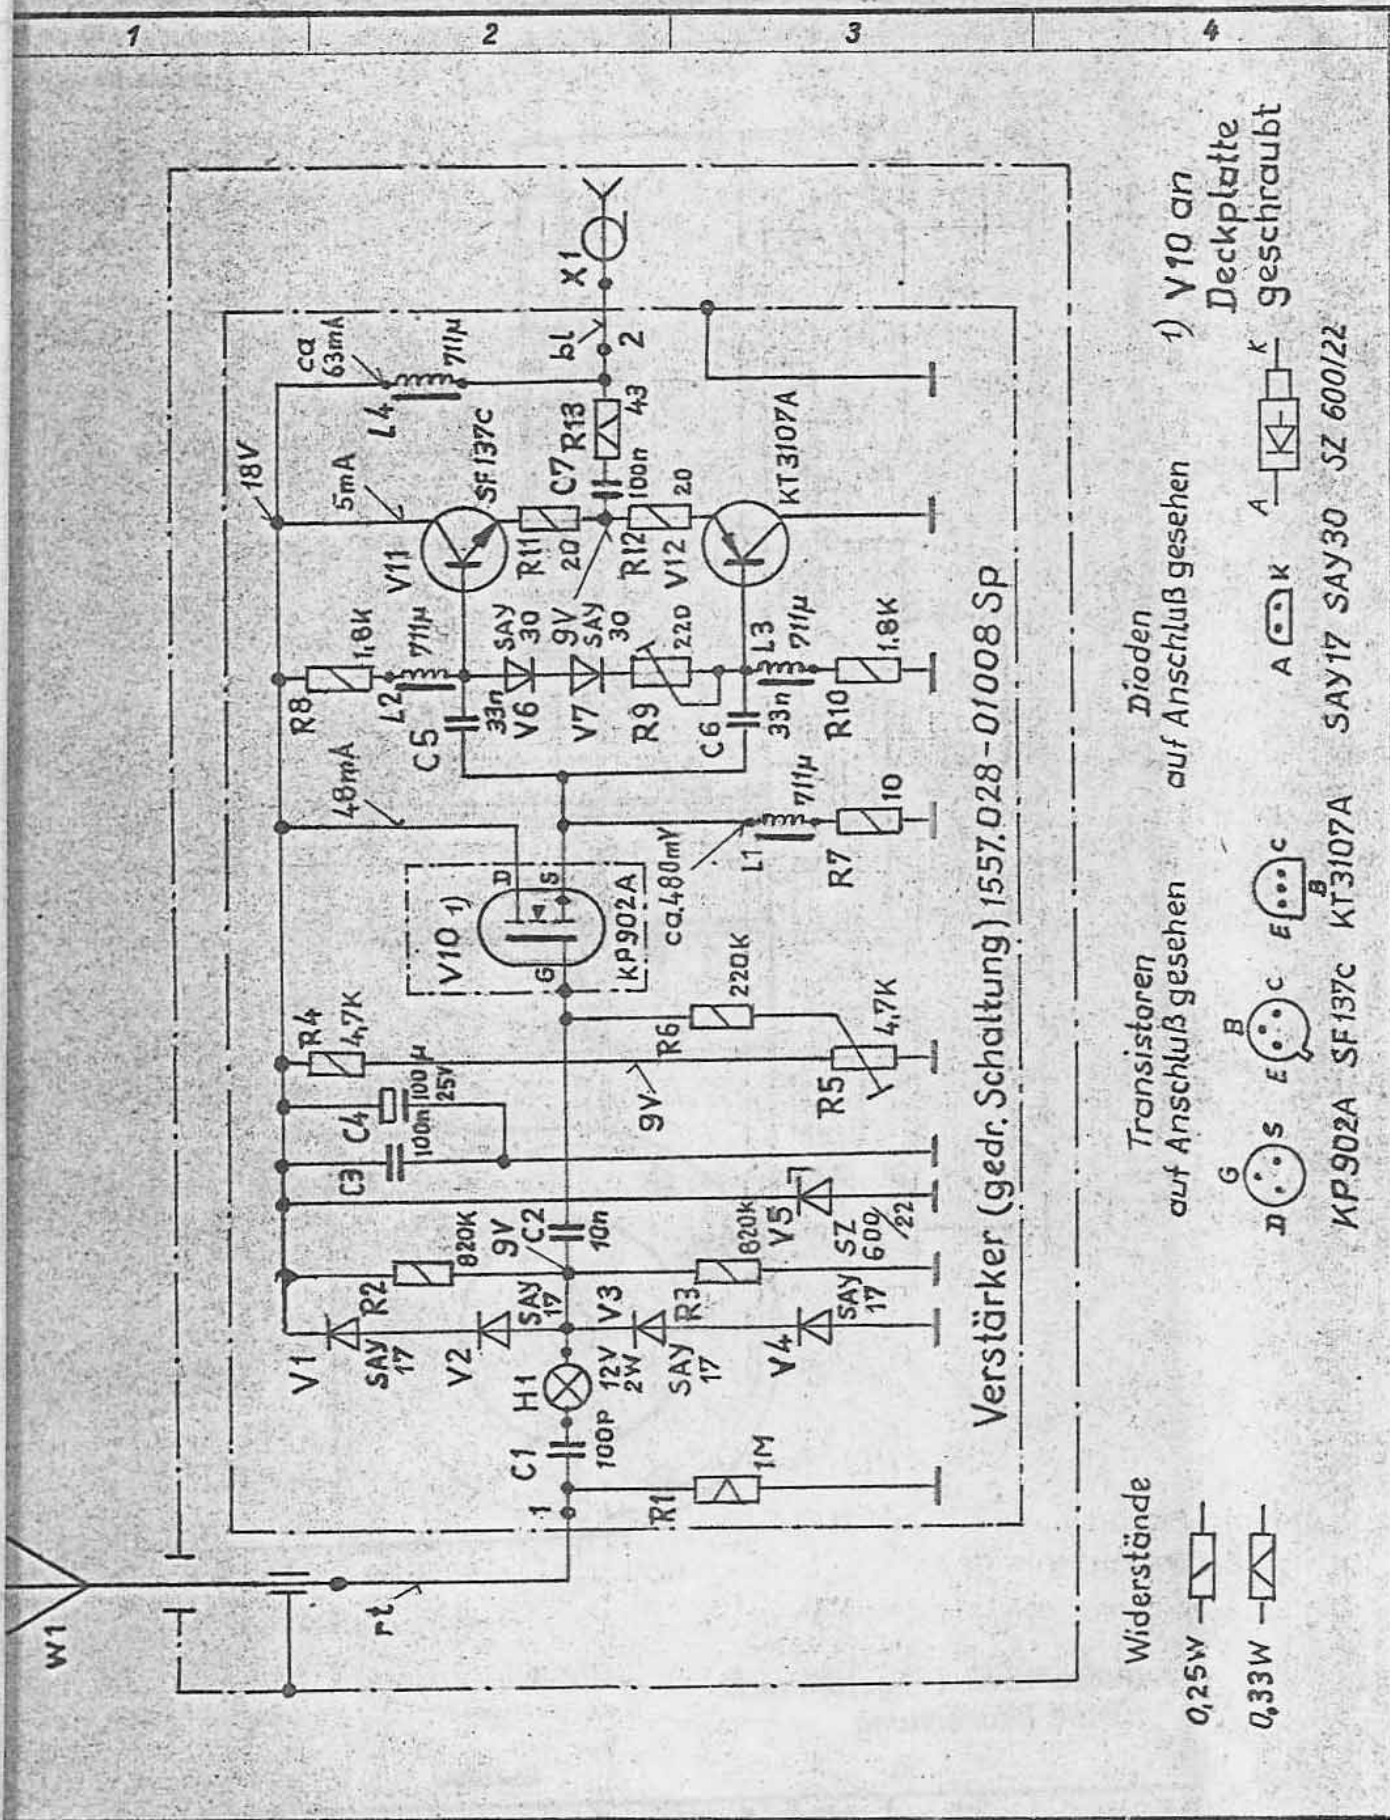 1
2
3
4
W1
rt
1
R1
1M
C1
100p
H1
12V
2W
V1
SAY
17
V2
SAY
17
V3
SAY
17
V4
SAY
17
R2
820K
9V
C2
10n
R3
820K
V5
SZ
600
/22
C3
100n
C4
100µ
25V
R4
4,7K
9V
R5
4,7K
R6
220K
V10 1)
D
S
G
KP902A
48mA
ca.480mV
L1
711µ
R7
10
R8
1,8K
L2
711µ
C5
33n
V6
SAY
30
9V
V7
SAY
30
R9
220
C6
33n
L3
711µ
R10
1.8K
18V
5mA
V11
SF137c
R11
20
C7
100n
R12
20
V12
KT3107A
R13
43
ca
63mA
L4
711µ
bl
2
X1
Verstärker (gedr. Schaltung) 1557.028-01008 Sp
Widerstände
0,25W
0,33W
Transistoren
auf Anschluß gesehen
G
D
S
B
E
C
E
B
C
KP902A SF137c KT3107A
Dioden
auf Anschluß gesehen
A
K
A
K
SAY17 SAY30 SZ 600/22
1) V10 an
Deckplatte
geschraubt